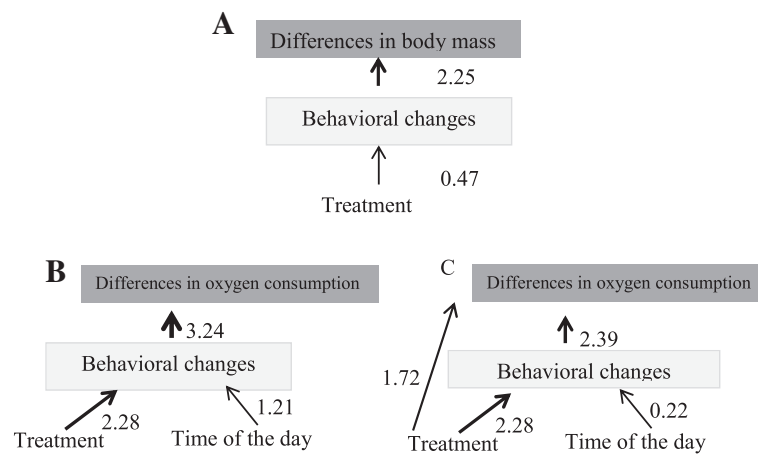 A
Differences in body mass
2.25
Behavioral changes
0.47
Treatment
B
Differences in oxygen consumption
3.24
Behavioral changes
2.28
1.21
Treatment
Time of the day
C
Differences in oxygen consumption
2.39
1.72
Behavioral changes
2.28
0.22
Treatment
Time of the day